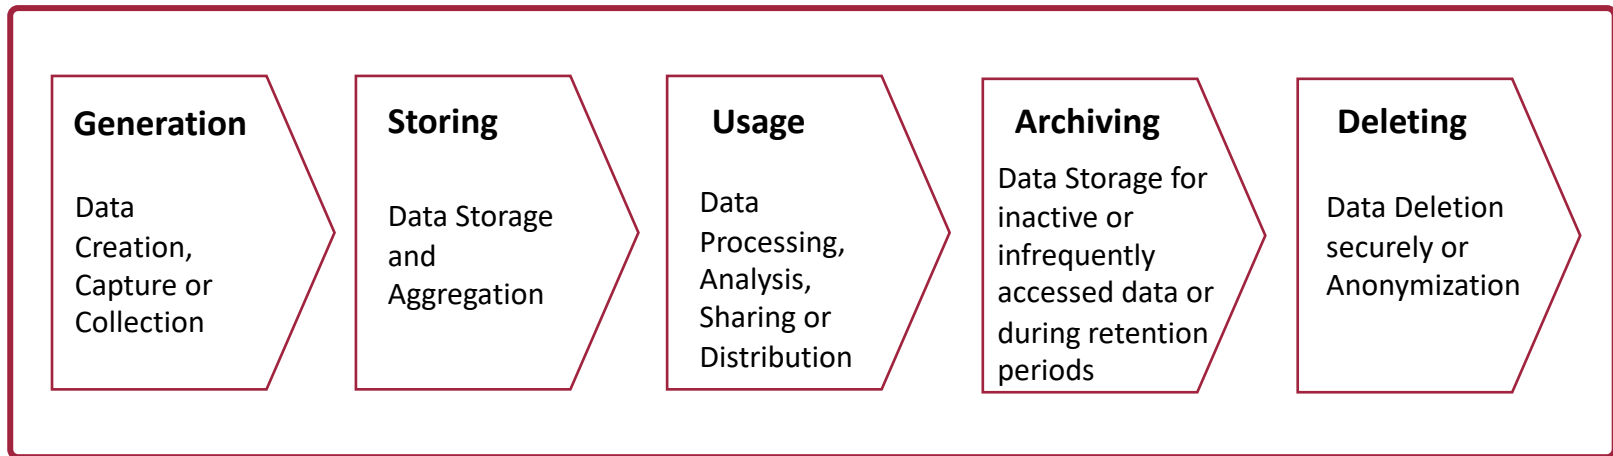 Generation
Data
Creation,
Capture or
Collection
Storing
Data Storage
and
Aggregation
Usage
Data
Processing,
Analysis,
Sharing or
Distribution
Archiving
Data Storage for
inactive or
infrequently
accessed data or
during retention
periods
Deleting
Data Deletion
securely or
Anonymization